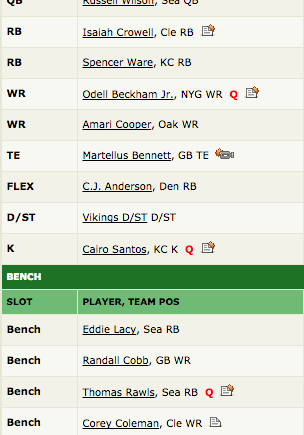 QB Russell Wilson, Sea QB
RB Isaiah Crowell, Cle RB
RB Spencer Ware, KC RB
WR Odell Beckham Jr., NYG WR Q
WR Amari Cooper, Oak WR
TE Martellus Bennett, GB TE
FLEX C.J. Anderson, Den RB
D/ST Vikings D/ST D/ST
K Cairo Santos, KC K Q
BENCH
SLOT PLAYER, TEAM POS
Bench Eddie Lacy, Sea RB
Bench Randall Cobb, GB WR
Bench Thomas Rawls, Sea RB Q
Bench Corey Coleman, Cle WR